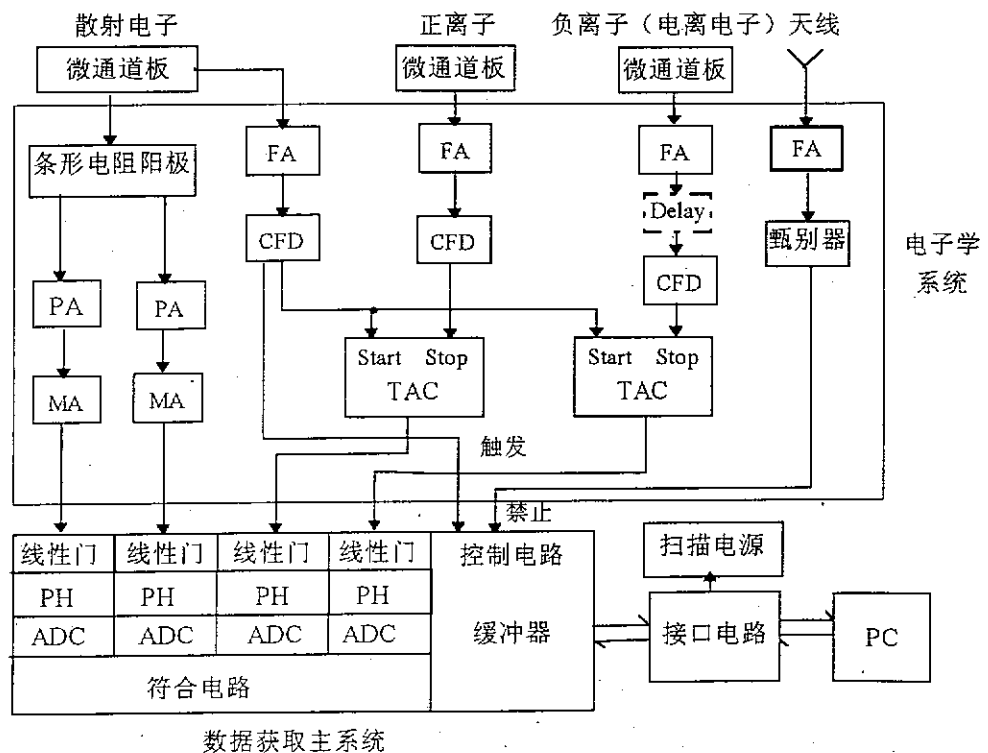 散射电子
正离子
负离子（电离电子）天线
微通道板
微通道板
微通道板
条形电阻阳极
FA
FA
FA
FA
CFD
CFD
Delay
甄别器
电子学
系统
CFD
PA
PA
Start Stop
TAC
Start Stop
TAC
MA
MA
触发
禁止
线性门
线性门
线性门
线性门
控制电路
扫描电源
PH
PH
PH
PH
ADC
ADC
ADC
ADC
缓冲器
接口电路
PC
符合电路
数据获取主系统